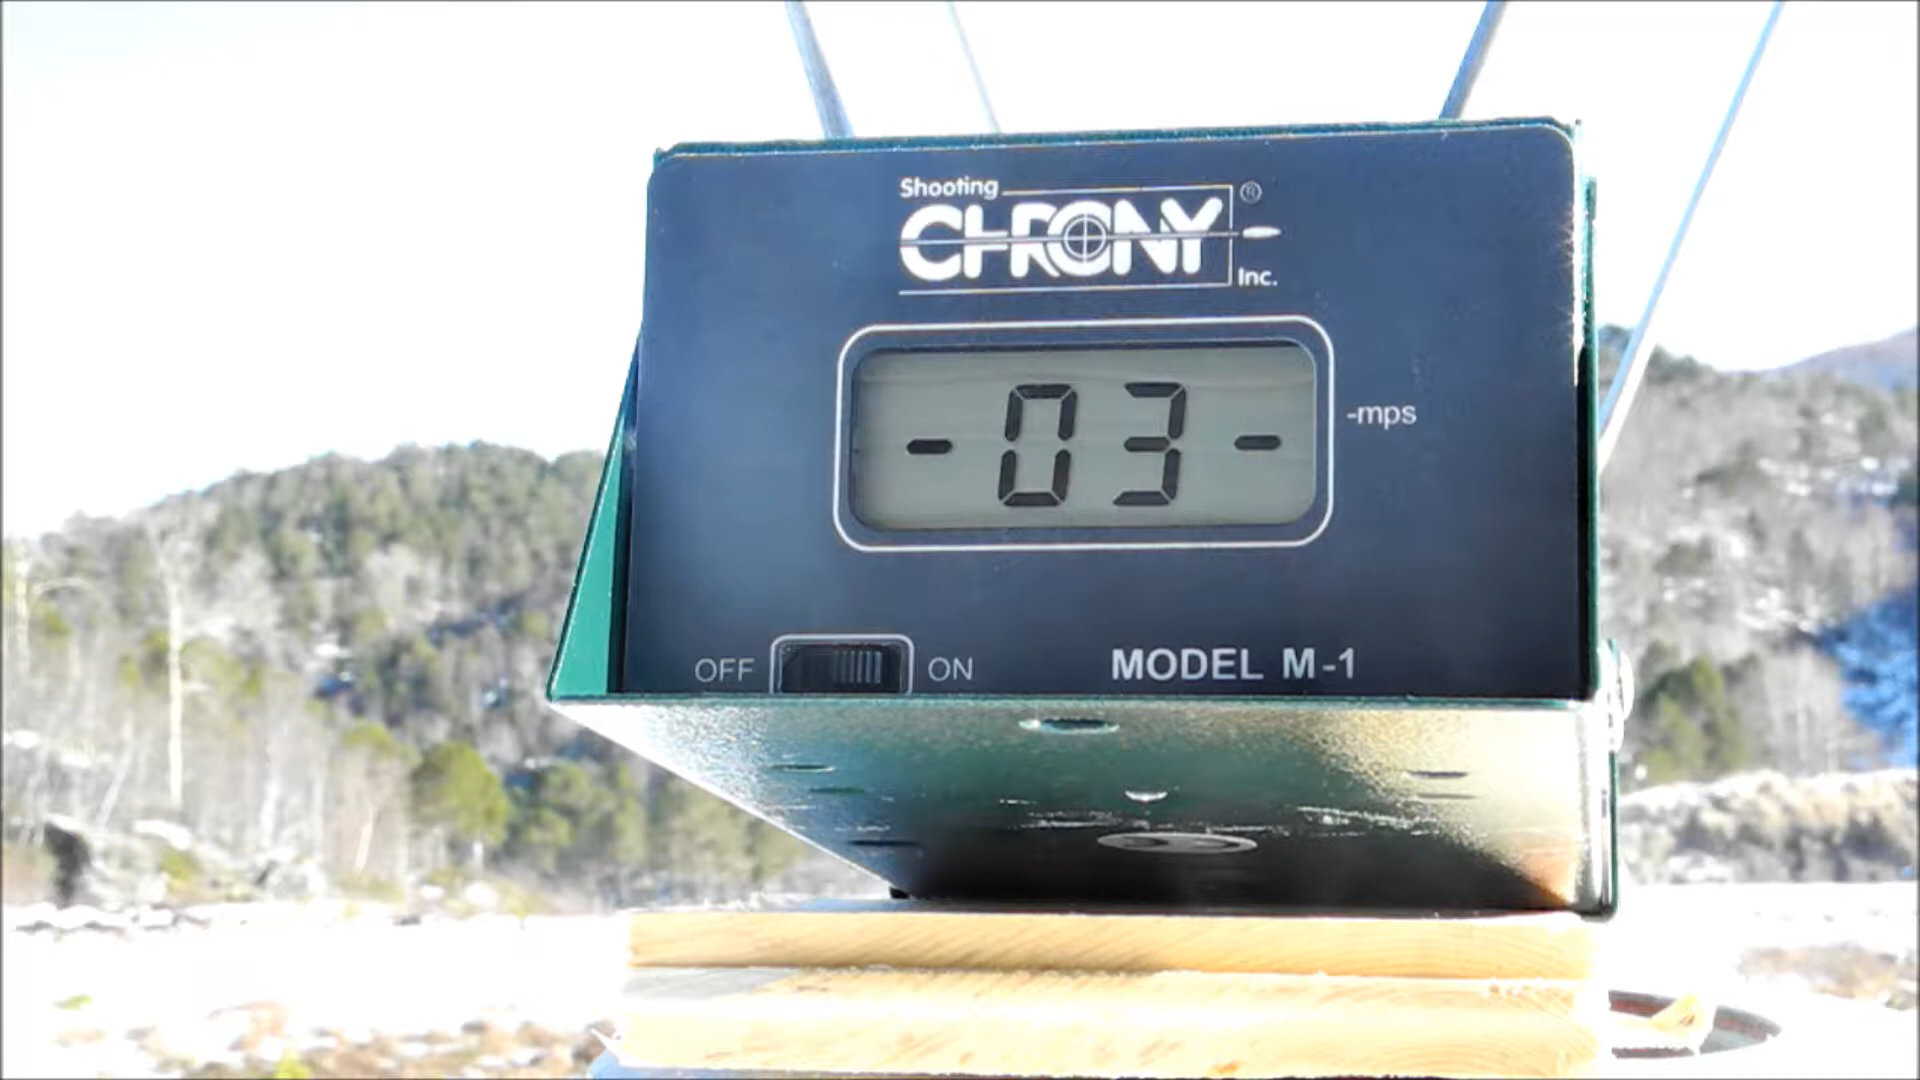 Shooting
CHRONY ®
Inc.
-03-
-mps
OFF ON
MODEL M-1